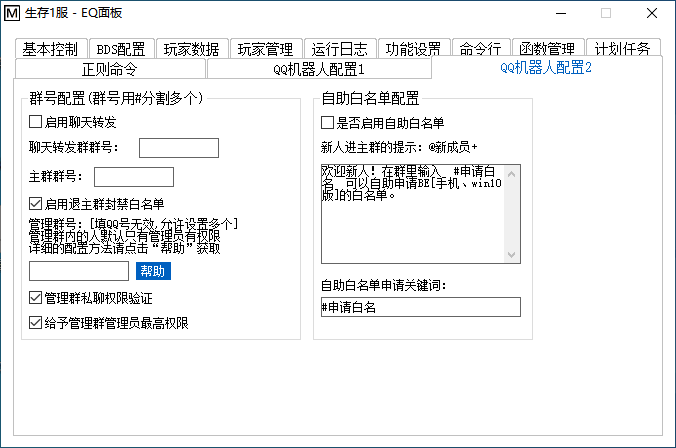 生存1服 - EQ面板
基本控制 BDS配置 玩家数据 玩家管理 运行日志 功能设置 命令行 函数管理 计划任务
正则命令 QQ机器人配置1 QQ机器人配置2
群号配置(群号用#分割多个)
启用聊天转发
聊天转发群群号:
主群群号:
启用退主群封禁白名单
管理群号: [填QQ号无效,允许设置多个]
管理群内的人默认只有管理员有权限
详细的配置方法请点击“帮助”获取
帮助
管理群私聊权限验证
给予管理群管理员最高权限
自助白名单配置
是否启用自助白名单
新人进主群的提示: @新成员+
欢迎新人! 在群里输入 #申请白
名 可以自助申请BE[手机、win10
版]的白名单。
自助白名单申请关键词:
#申请白名